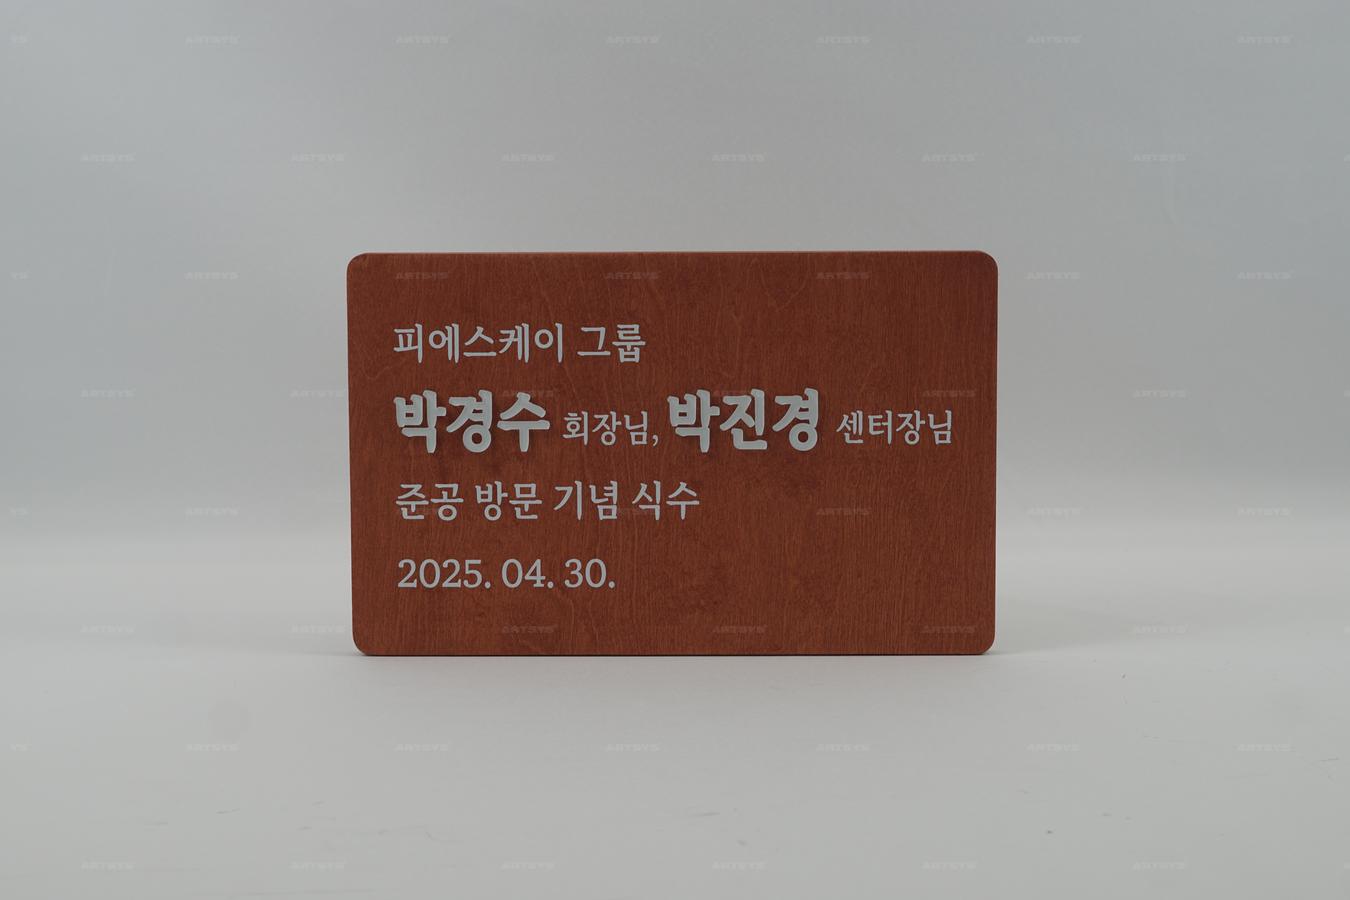 피에스케이 그룹
박경수 회장님, 박진경 센터장님
준공 방문 기념 식수
2025. 04. 30.
ARTSYS